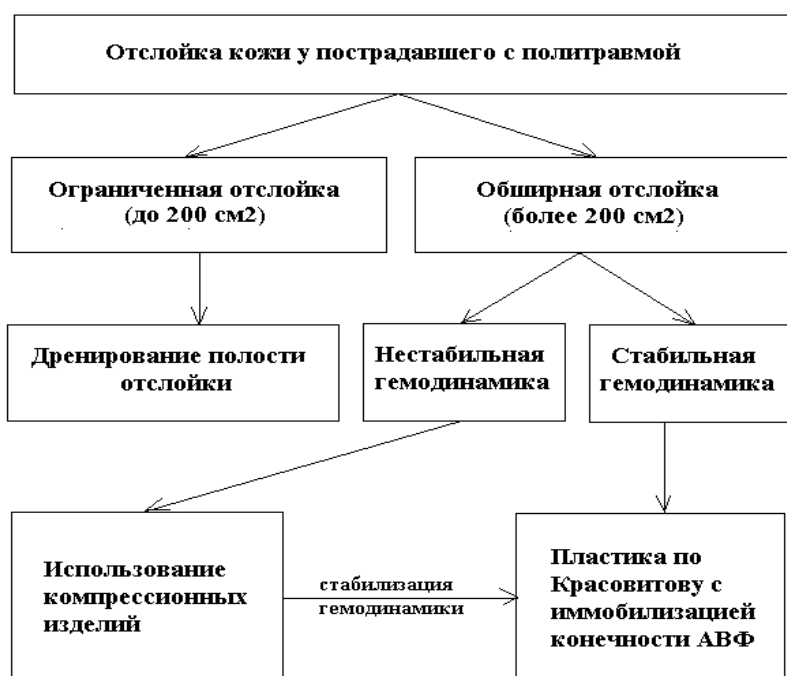 Отслойка кожи у пострадавшего с политравмой
Ограниченная отслойка
(до 200 см2)
Обширная отслойка
(более 200 см2)
Дренирование полости
отслойки
Нестабильная
гемодинамика
Стабильная
гемодинамика
Использование
компрессионных
изделий
стабилизация
гемодинамики
Пластика по
Красовитову с
иммобилизацией
конечности АВФ